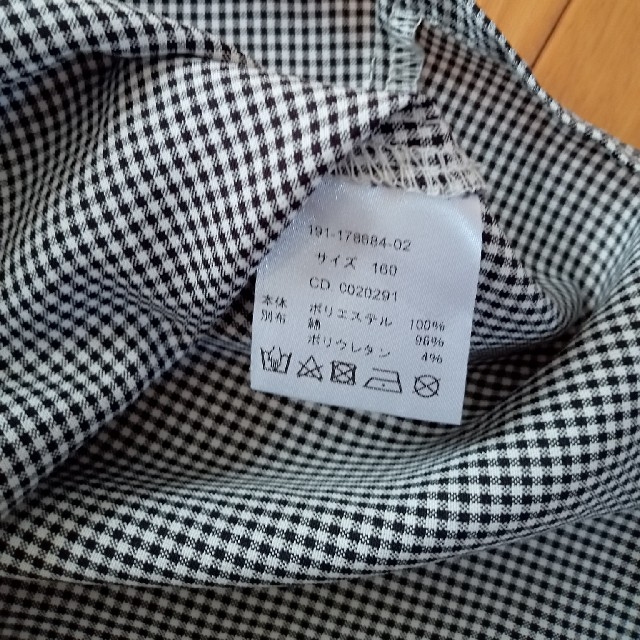 191-178684-02
サイズ 160
CD 0020291
本体 ポリエステル 100%
別布 綿 96%
ポリウレタン 4%